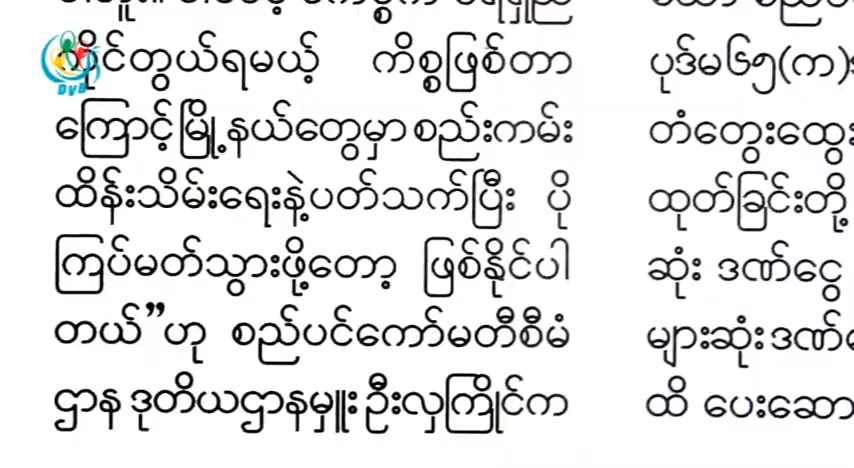 တိုင်တွယ်ရမယ့် ကိစ္စဖြစ်တာ
ကြောင့် မြို့နယ်တွေမှာ စည်းကမ်း
ထိန်းသိမ်းရေးနဲ့ပတ်သက်ပြီး ပို
ကြပ်မတ်သွားဖို့တော့ ဖြစ်နိုင်ပါ
တယ်”ဟု စည်ပင်ကော်မတီစီမံ
ဌာန ဒုတိယဌာနမှူး ဦးလှကြိုင်က
ပုဒ်မ၆၅(က)
တံတွေးထွေး
ထုတ်ခြင်းတို့
ဆုံး ဒဏ်ငွေ
များဆုံး ဒဏ်
ထိ ပေးဆော
DVB